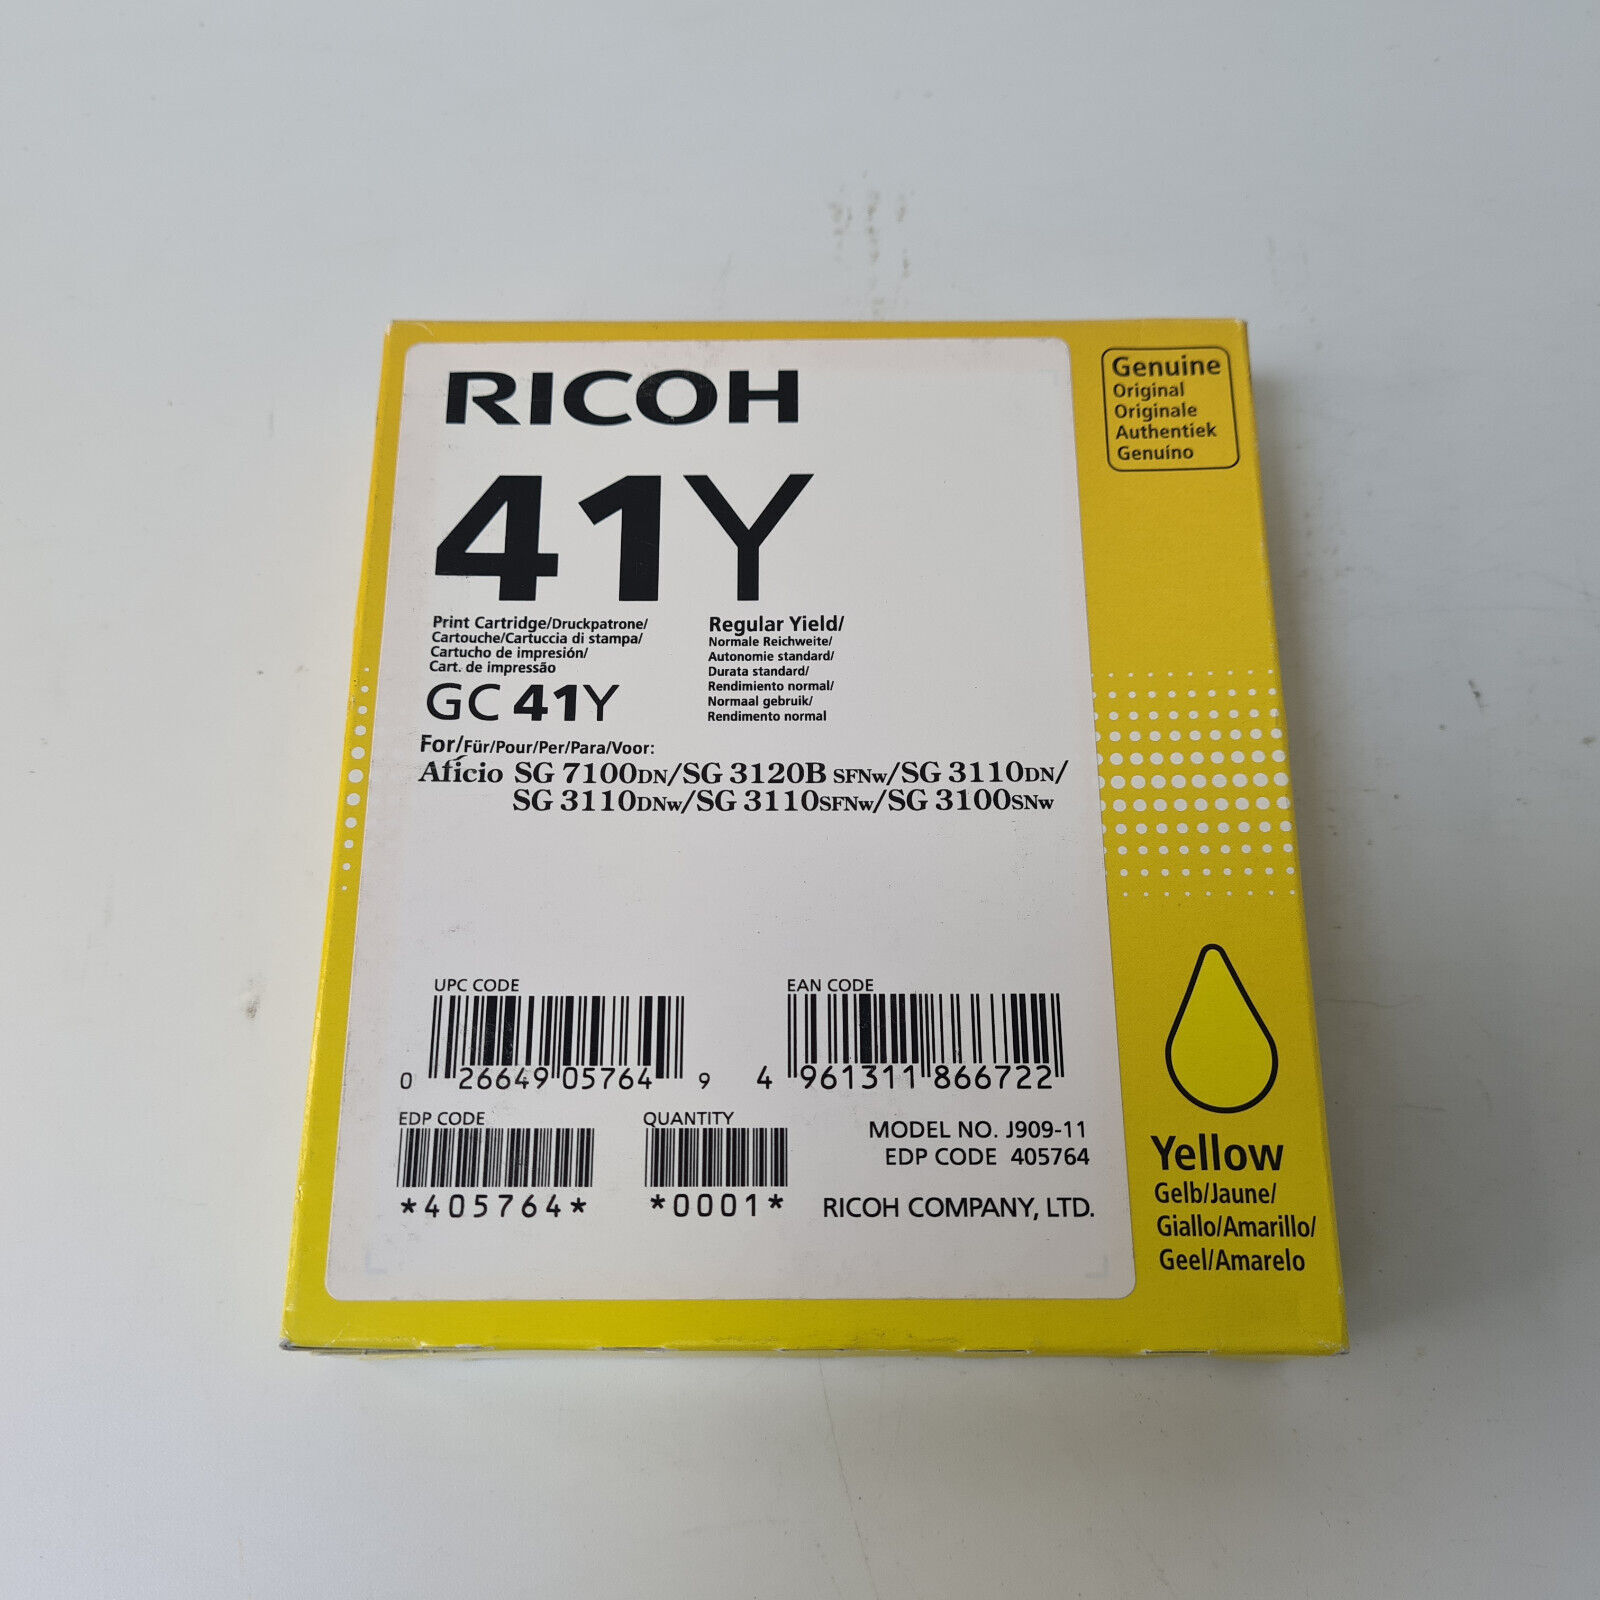 RICOH
Genuine
Original
Originale
Authentiek
Genuíno
41Y
Print Cartridge/Druckpatrone/
Cartouche/Cartuccia di stampa/
Cartucho de impresión/
Cart. de impressão
GC 41Y
Regular Yield/
Normale Reichweite/
Autonomie standard/
Durata standard/
Rendimiento normal/
Normaal gebruik/
Rendimento normal
For/Für/Pour/Per/Para/Voor:
Aficio SG 7100DN/SG 3120B SFNw/SG 3110DN/
SG 3110DNw/SG 3110SFNw/SG 3100SNw
UPC CODE
0 26649 05764 9
EAN CODE
4 961311 866722
EDP CODE
*405764*
QUANTITY
*0001*
MODEL NO. J909-11
EDP CODE 405764
RICOH COMPANY, LTD.
Yellow
Gelb/Jaune/
Giallo/Amarillo/
Geel/Amarelo